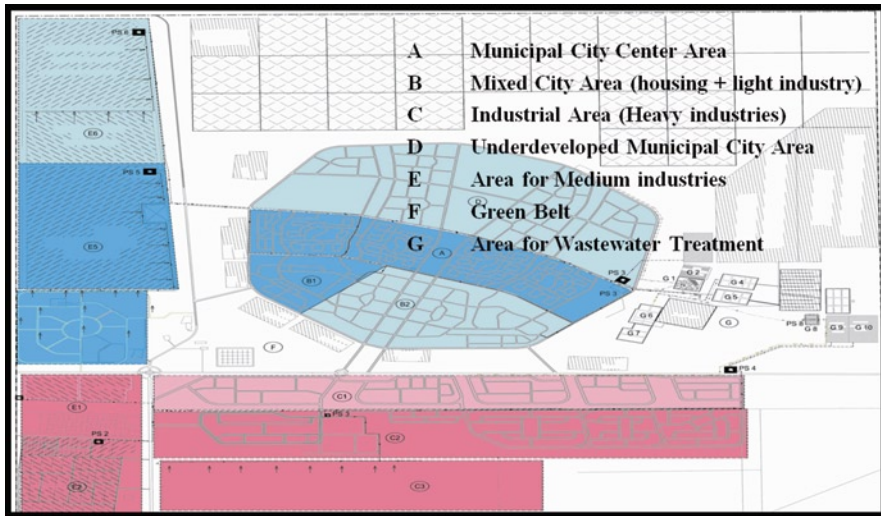 PS 6
A Municipal City Center Area
B Mixed City Area (housing + light industry)
C Industrial Area (Heavy industries)
D Underdeveloped Municipal City Area
E Area for Medium industries
F Green Belt
G Area for Wastewater Treatment
E6
PS 5
D
E5
A
PS 3
G 1
G 2
G 4
G 5
B1
PS 3
B2
G 6
G 7
G
PS 8
G 8
G 9
G 10
F
PS 4
E1
C1
PS 3
PS 2
C2
E2
C3